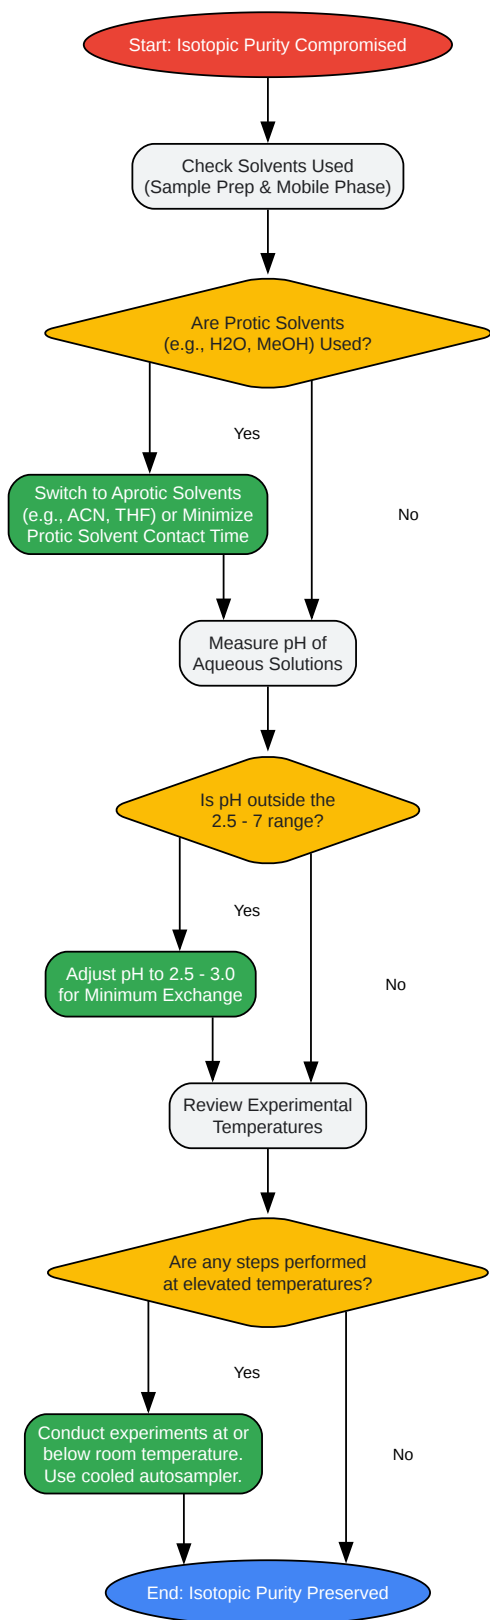 Start: Isotopic Purity Compromised
Check Solvents Used
(Sample Prep & Mobile Phase)
Are Protic Solvents
(e.g., H2O, MeOH) Used?
Yes
Switch to Aprotic Solvents
(e.g., ACN, THF) or Minimize
Protic Solvent Contact Time
No
Measure pH of
Aqueous Solutions
Is pH outside the
2.5 - 7 range?
Yes
Adjust pH to 2.5 - 3.0
for Minimum Exchange
No
Review Experimental
Temperatures
Are any steps performed
at elevated temperatures?
Yes
Conduct experiments at or
below room temperature.
Use cooled autosampler.
No
End: Isotopic Purity Preserved